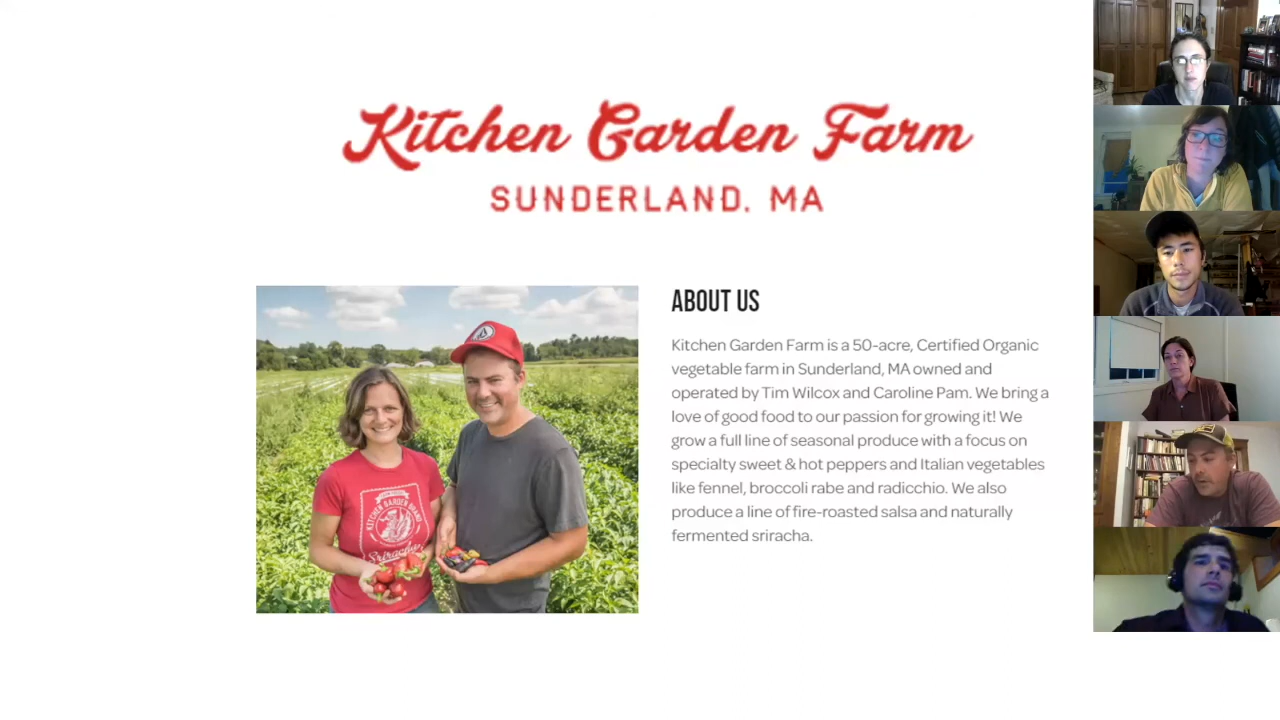 Kitchen Garden Farm
SUNDERLAND, MA
ABOUT US
Kitchen Garden Farm is a 50-acre, Certified Organic
vegetable farm in Sunderland, MA owned and
operated by Tim Wilcox and Caroline Pam. We bring a
love of good food to our passion for growing it! We
grow a full line of seasonal produce with a focus on
specialty sweet & hot peppers and Italian vegetables
like fennel, broccoli rabe and radicchio. We also
produce a line of fire-roasted salsa and naturally
fermented sriracha.
KITCHEN GARDEN BRAND
Sriracha